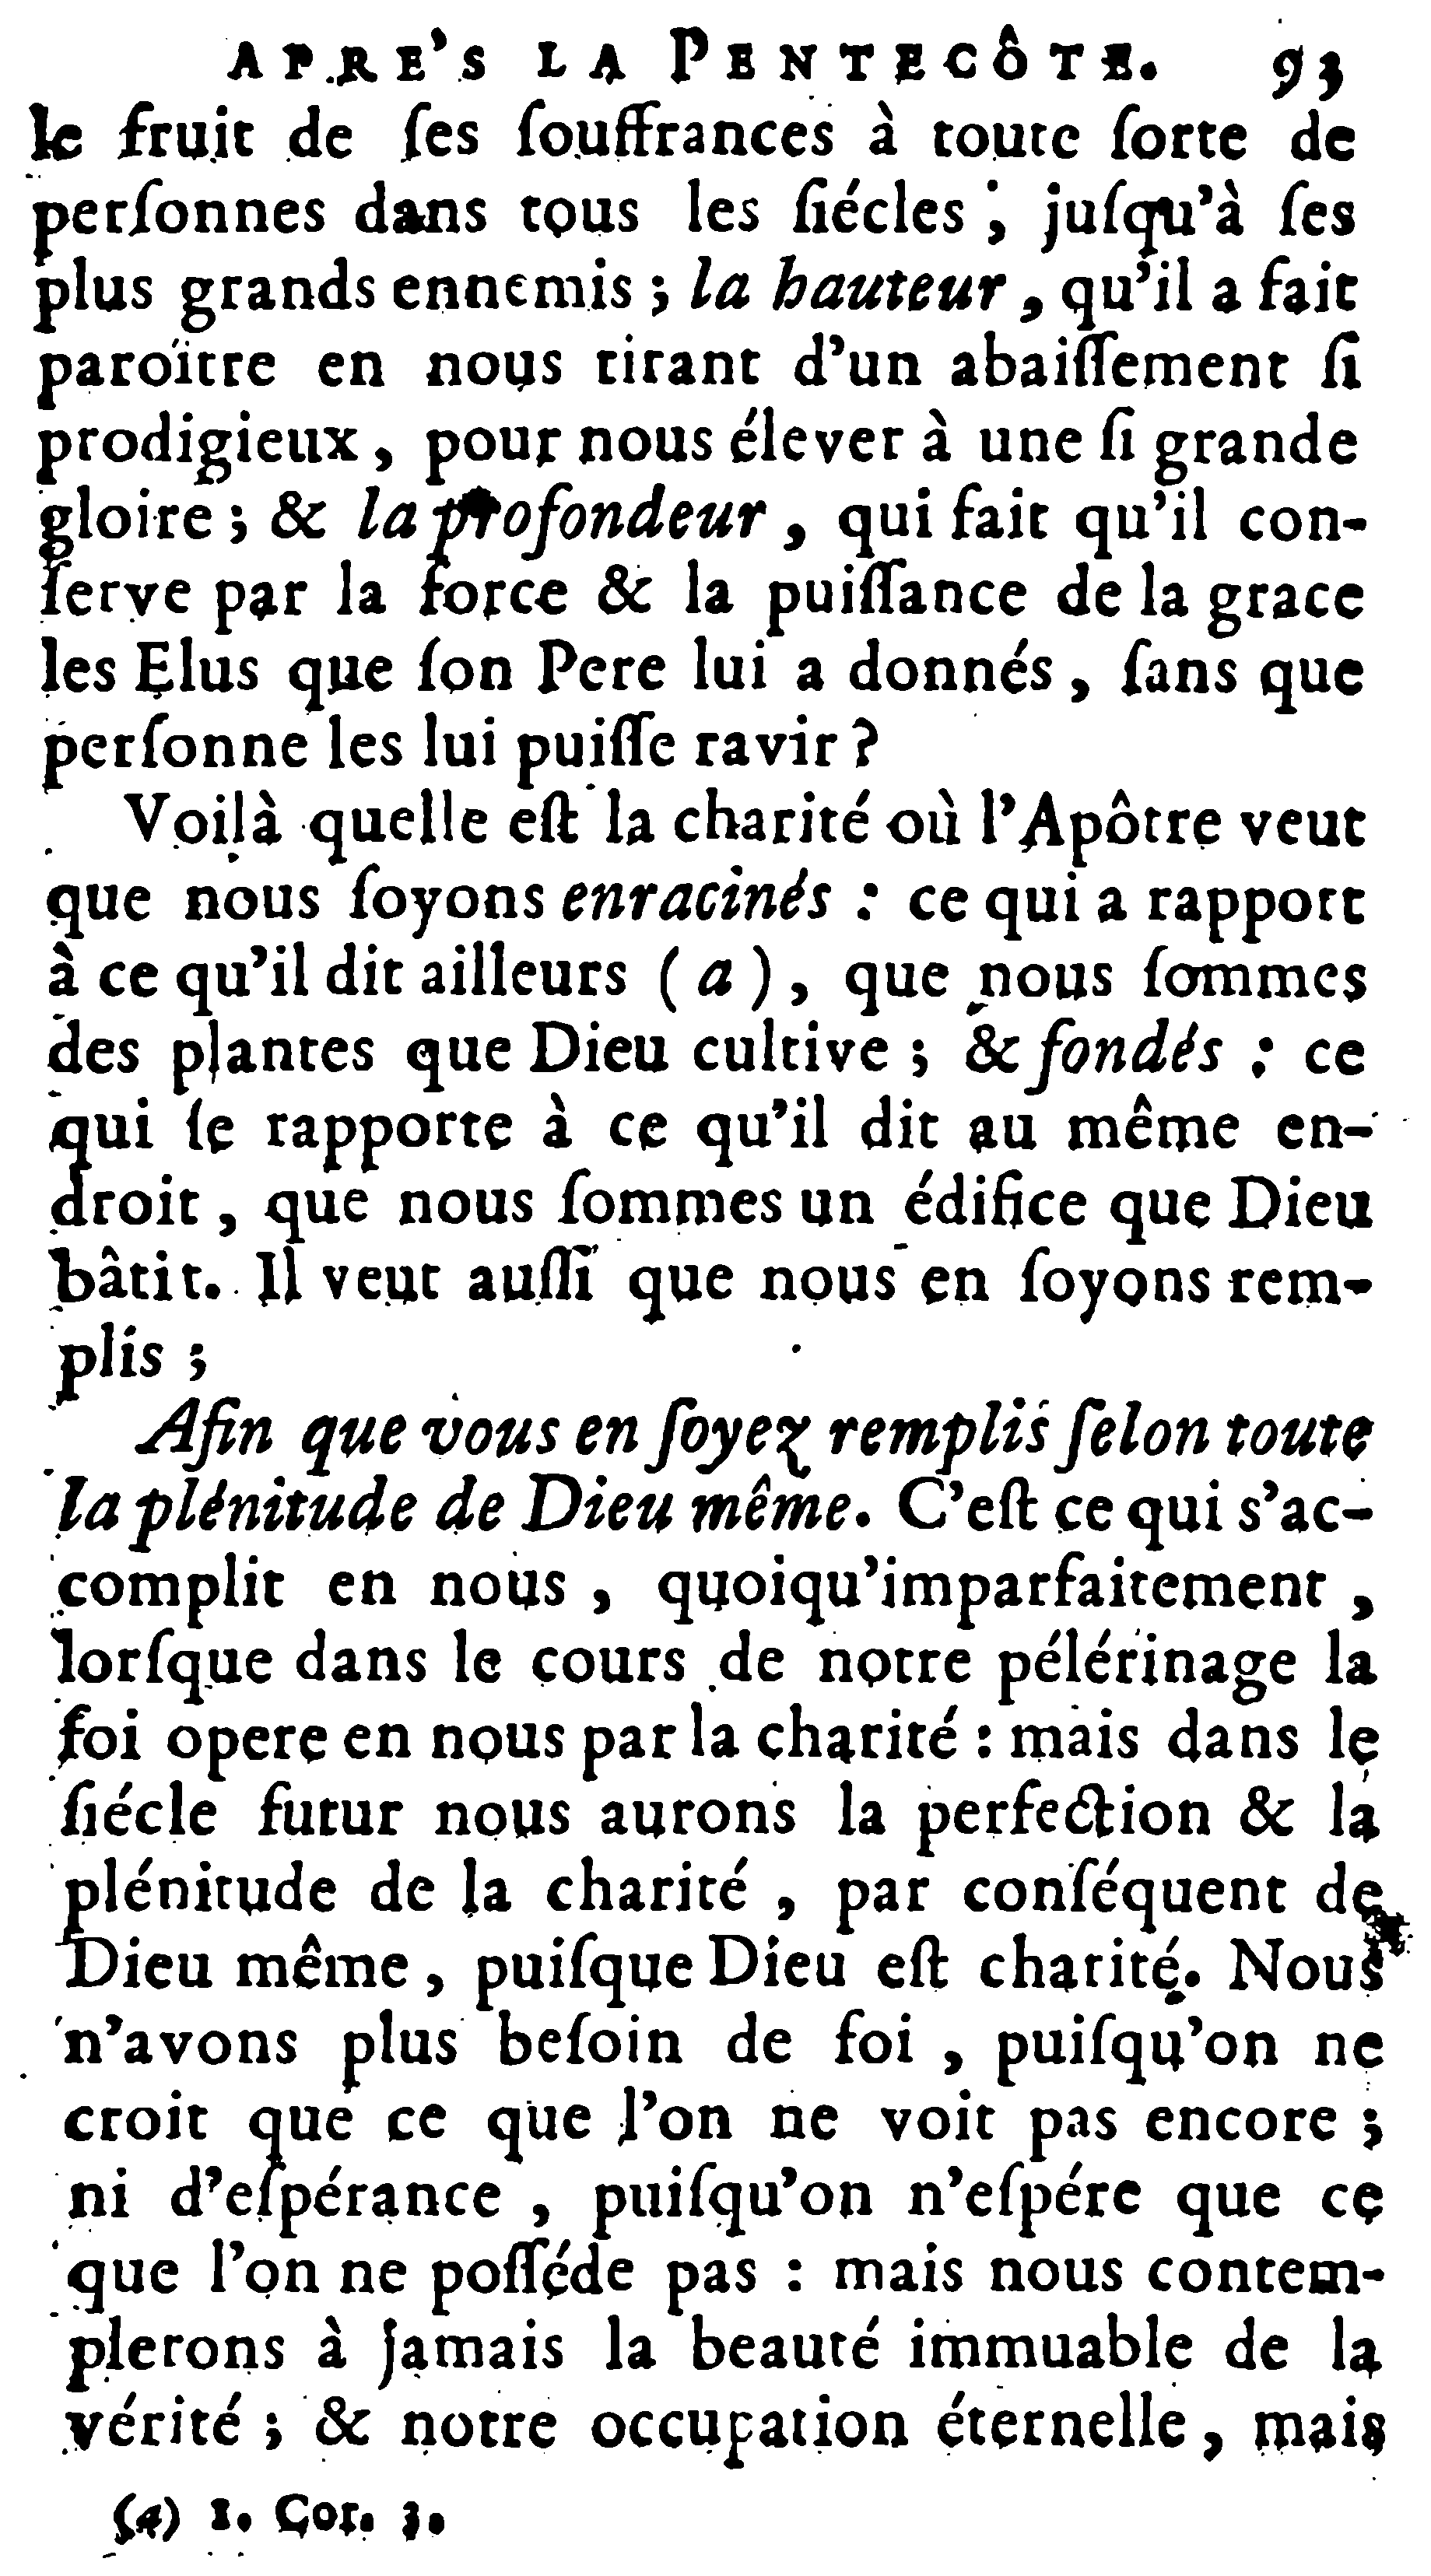 APRE'S LA PENTECÔTE. 93
le fruit de ſes ſouffrances à toute ſorte de
perſonnes dans tous les ſiécles ; juſqu'à ſes
plus grands ennemis ; la hauteur, qu'il a fait
paroître en nous tirant d'un abaiſſement ſi
prodigieux, pour nous élever à une ſi grande
gloire ; & la profondeur, qui fait qu'il con-
ſerve par la force & la puiſſance de la grace
les Elus que ſon Pere lui a donnés, ſans que
perſonne les lui puiſſe ravir ?
Voilà quelle eſt la charité où l'Apôtre veut
que nous ſoyons enracinés : ce qui a rapport
à ce qu'il dit ailleurs (a), que nous ſommes
des plantes que Dieu cultive ; & fondés : ce
qui ſe rapporte à ce qu'il dit au même en-
droit, que nous ſommes un édifice que Dieu
bâtit. Il veut auſſi que nous en ſoyons rem-
plis ;
Afin que vous en ſoyez remplis ſelon toute
la plénitude de Dieu même. C'eſt ce qui s'ac-
complit en nous, quoiqu'imparfaitement,
lorſque dans le cours de notre pélérinage la
foi opere en nous par la charité : mais dans le
ſiécle futur nous aurons la perfection & la
plénitude de la charité, par conſéquent de
Dieu même, puiſque Dieu eſt charité. Nous
n'avons plus beſoin de foi, puiſqu'on ne
croit que ce que l'on ne voit pas encore ;
ni d'eſpérance, puiſqu'on n'eſpére que ce
que l'on ne poſſéde pas : mais nous contem-
plerons à jamais la beauté immuable de la
vérité ; & notre occupation éternelle, mais
(a) 1. Cor. 3.